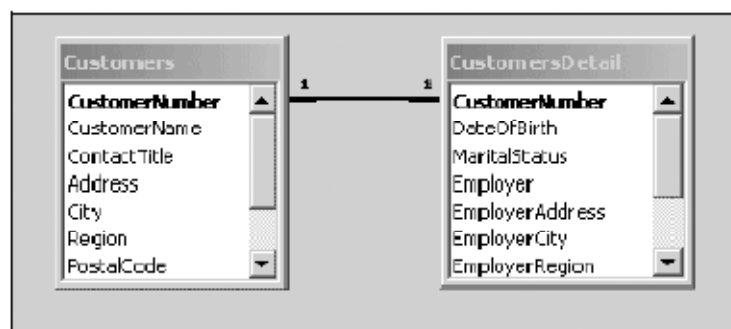 Customers
CustomerNumber
CustomerName
ContactTitle
Address
City
Region
PostalCode
1
1
CustomersDetail
CustomerNumber
DateOfBirth
MaritalStatus
Employer
EmployerAddress
EmployerCity
EmployerRegion